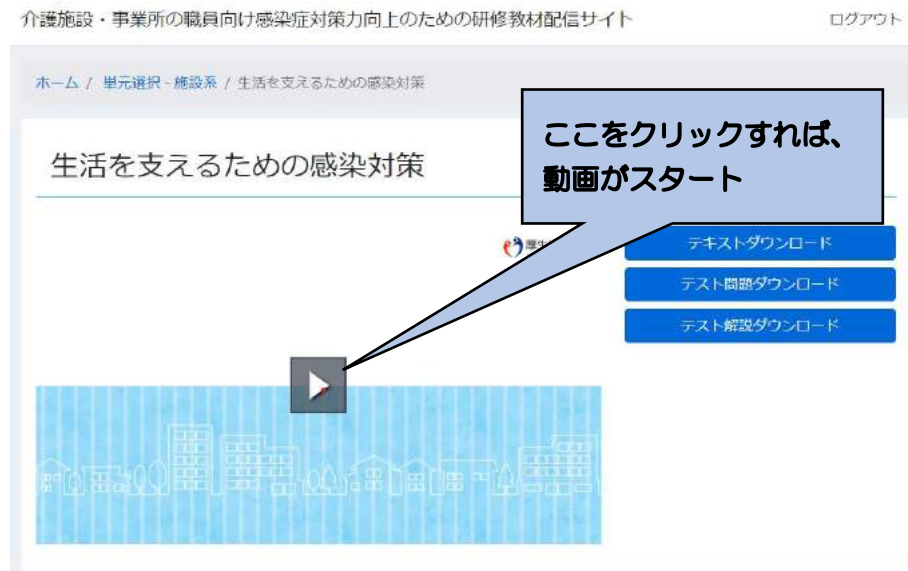 介護施設・事業所の職員向け感染症対策力向上のための研修教材配信サイト
ログアウト
ホーム / 単元選択 - 施設系 / 生活を支えるための感染対策
ここをクリックすれば、
動画がスタート
生活を支えるための感染対策
厚生
テキストダウンロード
テスト問題ダウンロード
テスト解説ダウンロード